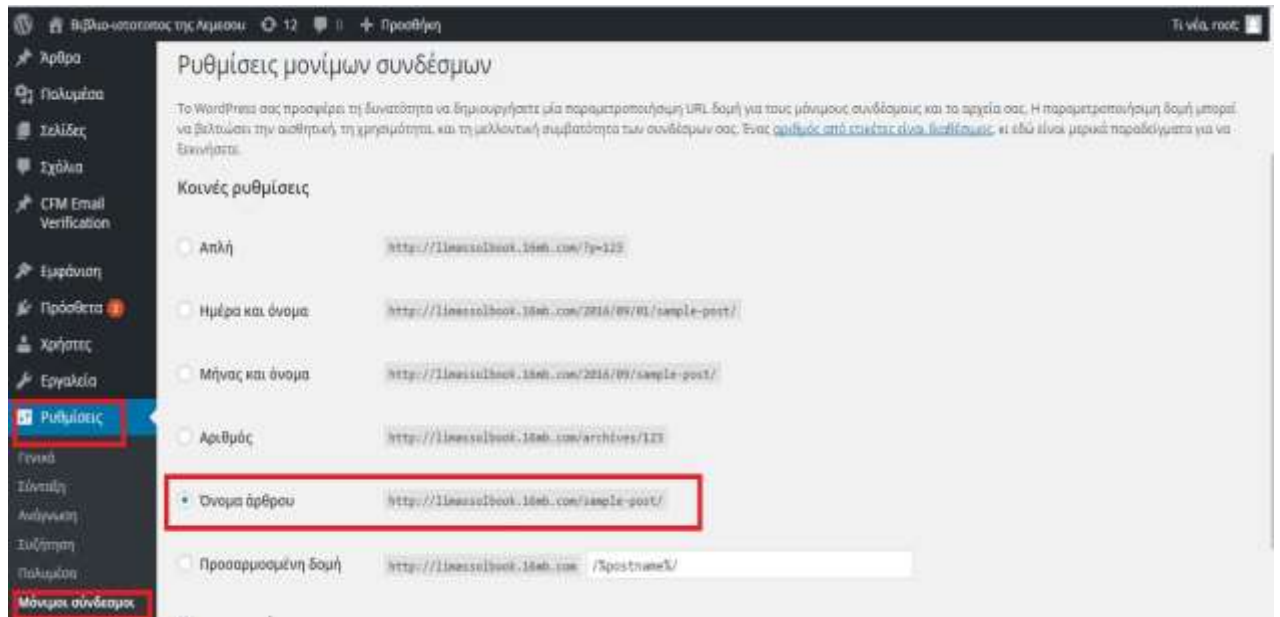 Βιβλιο-ιστοτοπος της Λεμεσου 12 0 Προσθήκη Τι νέα, root;
Άρθρα
Πολυμέσα
Σελίδες
Σχόλια
CFM Email
Verification
Εμφάνιση
Πρόσθετα
Χρήστες
Εργαλεία
Ρυθμίσεις
Γενικά
Σύνταξη
Ανάγνωση
Συζήτηση
Πολυμέσα
Μόνιμοι σύνδεσμοι
Ρυθμίσεις μονίμων συνδέσμων
Το WordPress σας προσφέρει τη δυνατότητα να δημιουργήσετε μία παραμετροποιήσιμη URL δομή για τους μόνιμους συνδέσμους και τα αρχεία σας. Η παραμετροποιήσιμη δομή μπορεί
να βελτιώσει την αισθητική, τη χρησιμότητα, και τη μελλοντική συμβατότητα των συνδέσμων σας. Ένας αριθμός από ετικέτες είναι διαθέσιμος, κι εδώ είναι μερικά παραδείγματα για να
ξεκινήσετε.
Κοινές ρυθμίσεις
Απλή http://limassolbook.16mb.com/?p=123
Ημέρα και όνομα http://limassolbook.16mb.com/2016/09/01/sample-post/
Μήνας και όνομα http://limassolbook.16mb.com/2016/09/sample-post/
Αριθμός http://limassolbook.16mb.com/archives/123
Όνομα άρθρου http://limassolbook.16mb.com/sample-post/
Προσαρμοσμένη δομή http://limassolbook.16mb.com /%postname%/